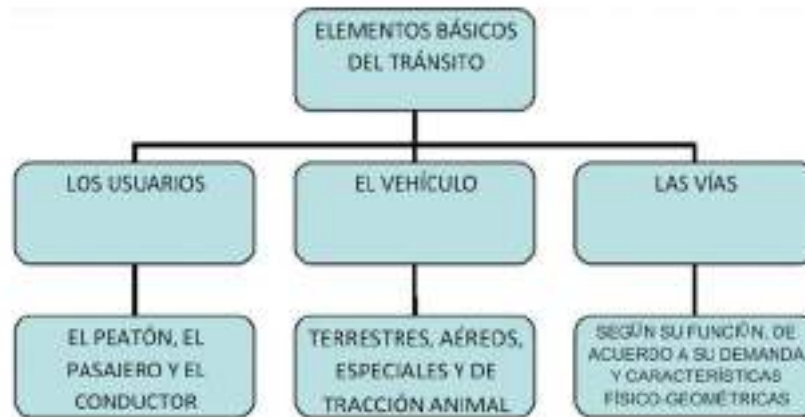 ELEMENTOS BÁSICOS
DEL TRÁNSITO
LOS USUARIOS
EL VEHÍCULO
LAS VÍAS
EL PEATÓN, EL
PASAJERO Y EL
CONDUCTOR
TERRESTRES, AÉREOS,
ESPECIALES Y DE
TRACCIÓN ANIMAL
SEGÚN SU FUNCIÓN, DE
ACUERDO A SU DEMANDA
Y CARACTERÍSTICAS
FÍSICO-GEOMÉTRICAS